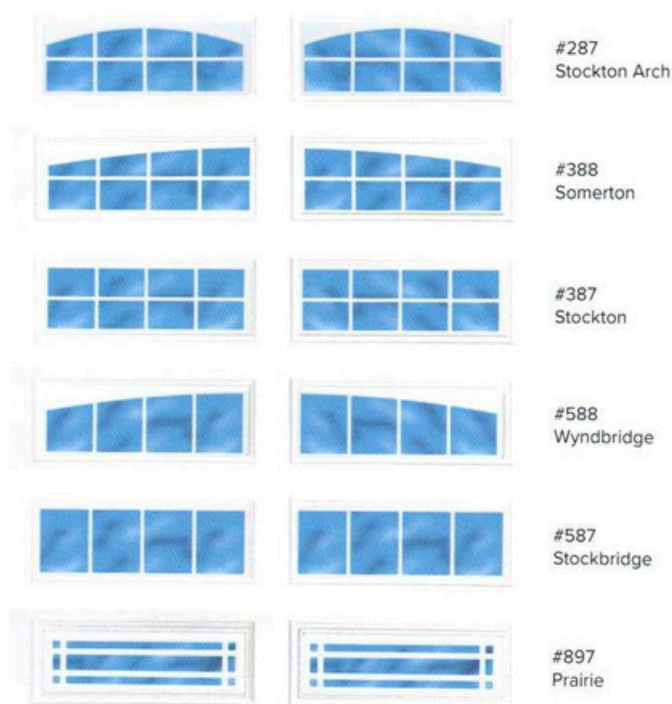 #287
Stockton Arch
#388
Somerton
#387
Stockton
#588
Wyndbridge
#587
Stockbridge
#897
Prairie